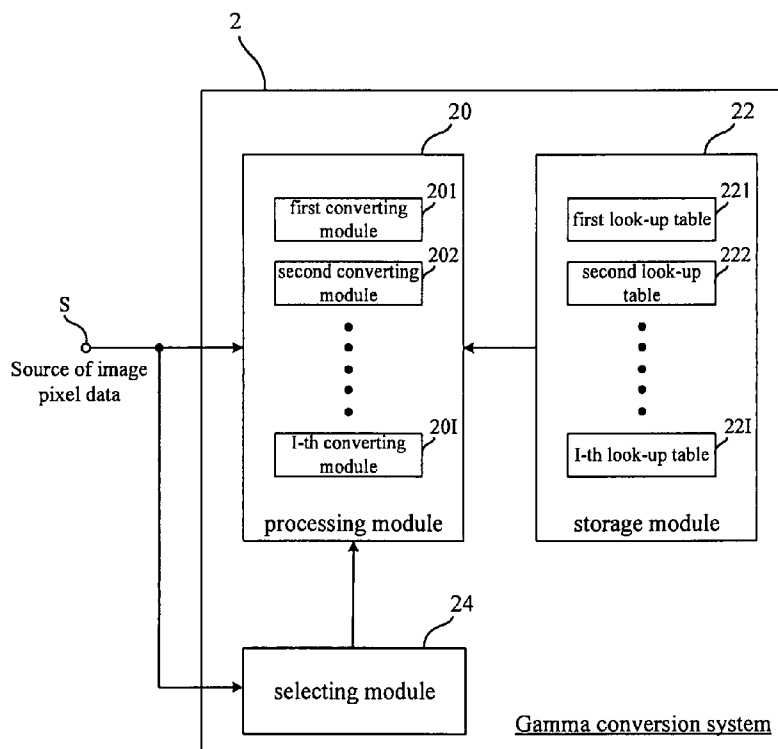 2
20
22
201
first converting
module
221
first look-up table
202
second converting
module
222
second look-up
table
S
Source of image
pixel data
20I
I-th converting
module
22I
I-th look-up table
processing module
storage module
24
selecting module
Gamma conversion system